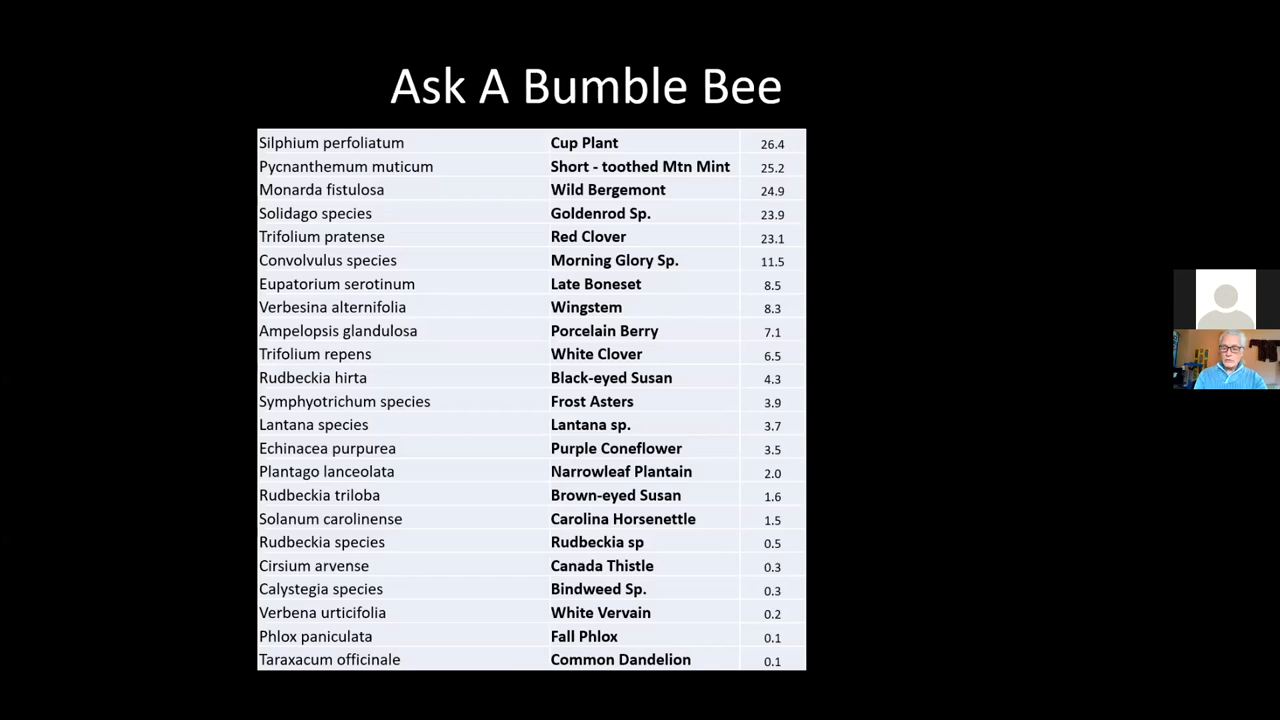 Ask A Bumble Bee
Silphium perfoliatum Cup Plant 26.4
Pycnanthemum muticum Short - toothed Mtn Mint 25.2
Monarda fistulosa Wild Bergemont 24.9
Solidago species Goldenrod Sp. 23.9
Trifolium pratense Red Clover 23.1
Convolvulus species Morning Glory Sp. 11.5
Eupatorium serotinum Late Boneset 8.5
Verbesina alternifolia Wingstem 8.3
Ampelopsis glandulosa Porcelain Berry 7.1
Trifolium repens White Clover 6.5
Rudbeckia hirta Black-eyed Susan 4.3
Symphyotrichum species Frost Asters 3.9
Lantana species Lantana sp. 3.7
Echinacea purpurea Purple Coneflower 3.5
Plantago lanceolata Narrowleaf Plantain 2.0
Rudbeckia triloba Brown-eyed Susan 1.6
Solanum carolinense Carolina Horsenettle 1.5
Rudbeckia species Rudbeckia sp 0.5
Cirsium arvense Canada Thistle 0.3
Calystegia species Bindweed Sp. 0.3
Verbena urticifolia White Vervain 0.2
Phlox paniculata Fall Phlox 0.1
Taraxacum officinale Common Dandelion 0.1